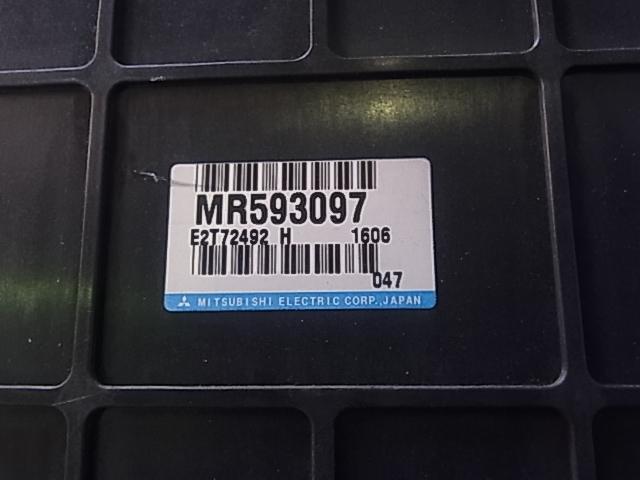 MR593097
E2T72492 H 1606
047
MITSUBISHI ELECTRIC CORP., JAPAN